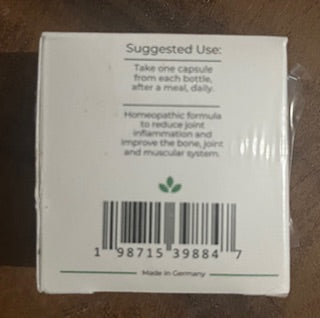 Suggested Use:
Take one capsule
from each bottle,
after a meal, daily.
Homeopathic formula
to reduce joint
inflammation and
improve the bone, joint
and muscular system.
1 98715 39884 7
Made in Germany